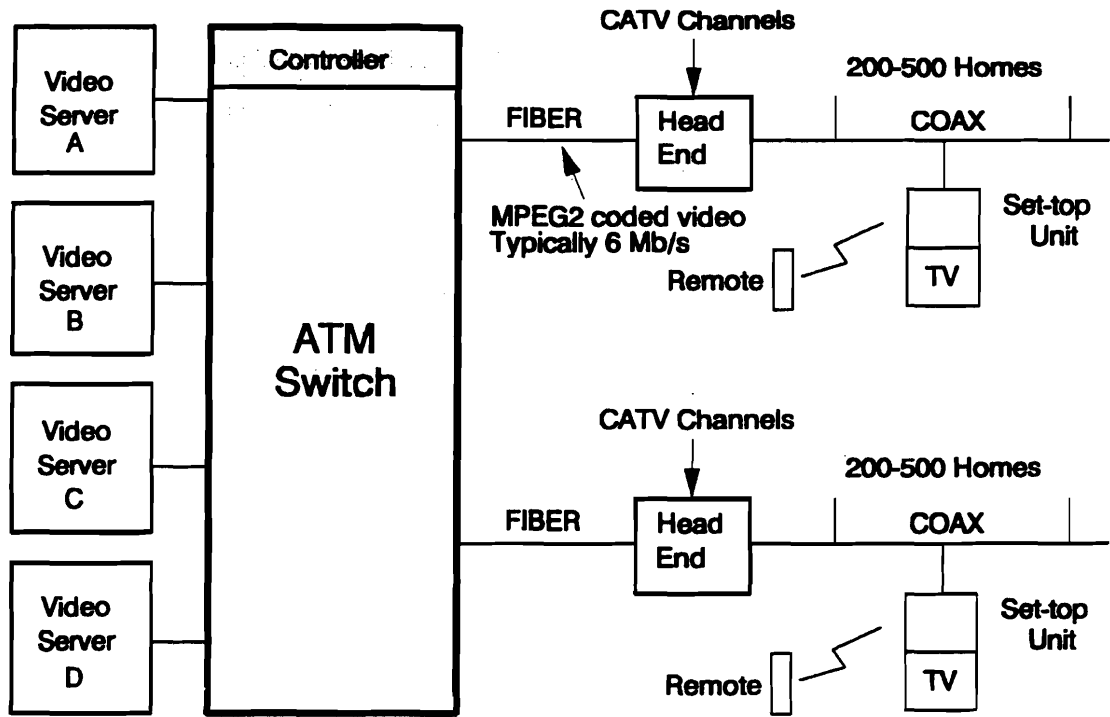 Video
Server
A
Video
Server
B
Video
Server
C
Video
Server
D
Controller
ATM
Switch
CATV Channels
FIBER
Head
End
200-500 Homes
COAX
MPEG2 coded video
Typically 6 Mb/s
Remote
TV
Set-top
Unit
CATV Channels
FIBER
Head
End
200-500 Homes
COAX
Remote
TV
Set-top
Unit